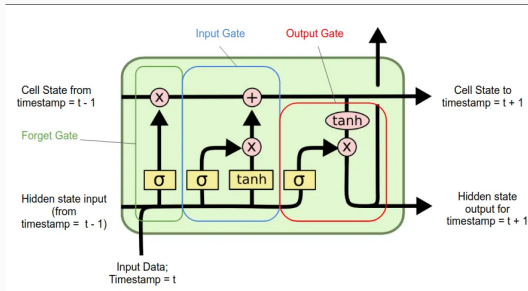 Input Gate
Output Gate
Cell State from
timestamp = t - 1
x
+
Cell State to
timestamp = t + 1
tanh
Forget Gate
x
x
σ
σ
tanh
σ
Hidden state input
(from
timestamp = t - 1)
Hidden state
output for
timestamp = t + 1
Input Data;
Timestamp = t